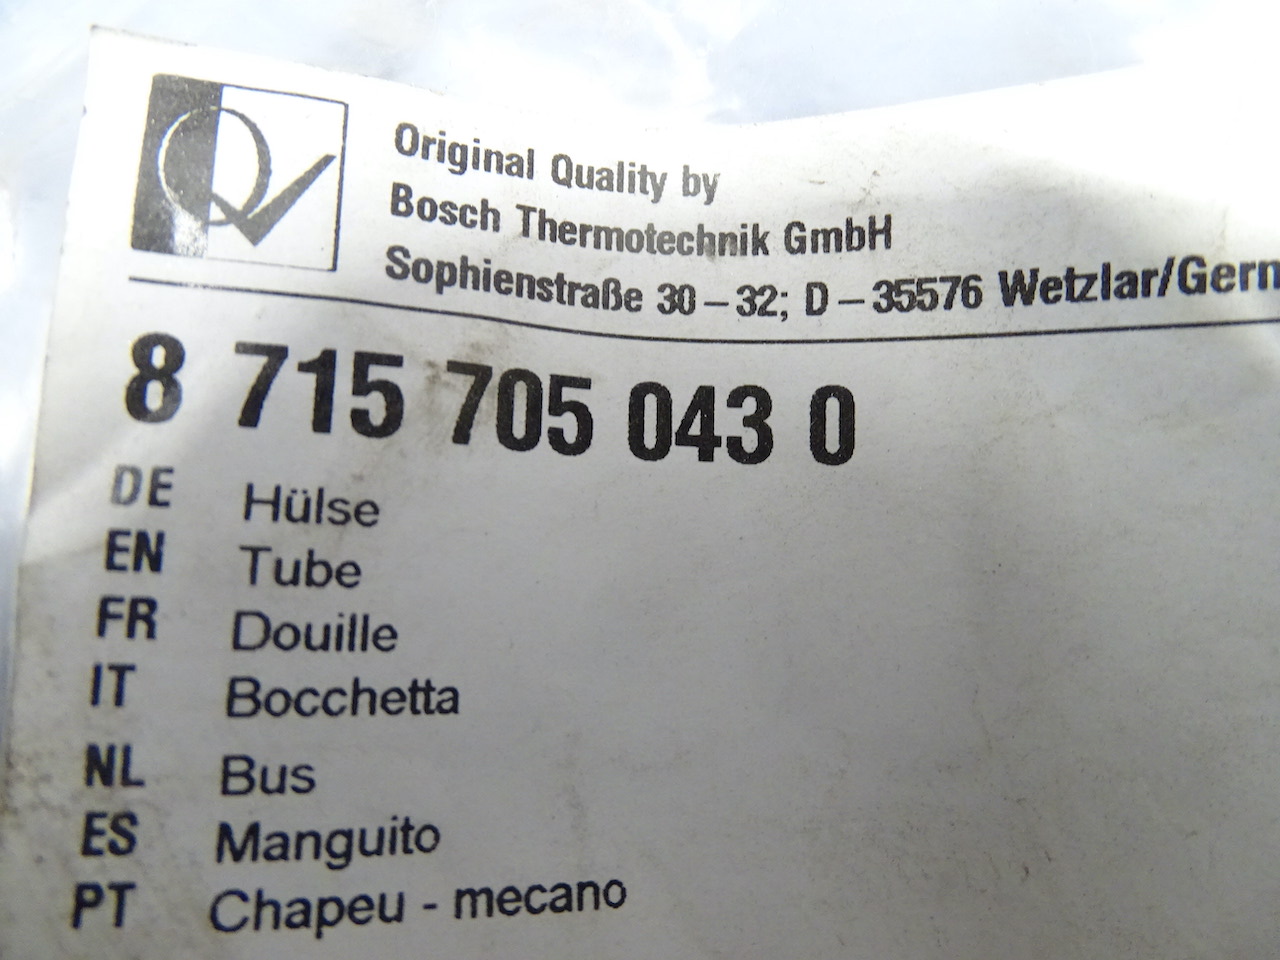 Original Quality by
Bosch Thermotechnik GmbH
Sophienstraße 30 – 32; D – 35576 Wetzlar/Germ
8 715 705 043 0
DE Hülse
EN Tube
FR Douille
IT Bocchetta
NL Bus
ES Manguito
PT Chapeu - mecano